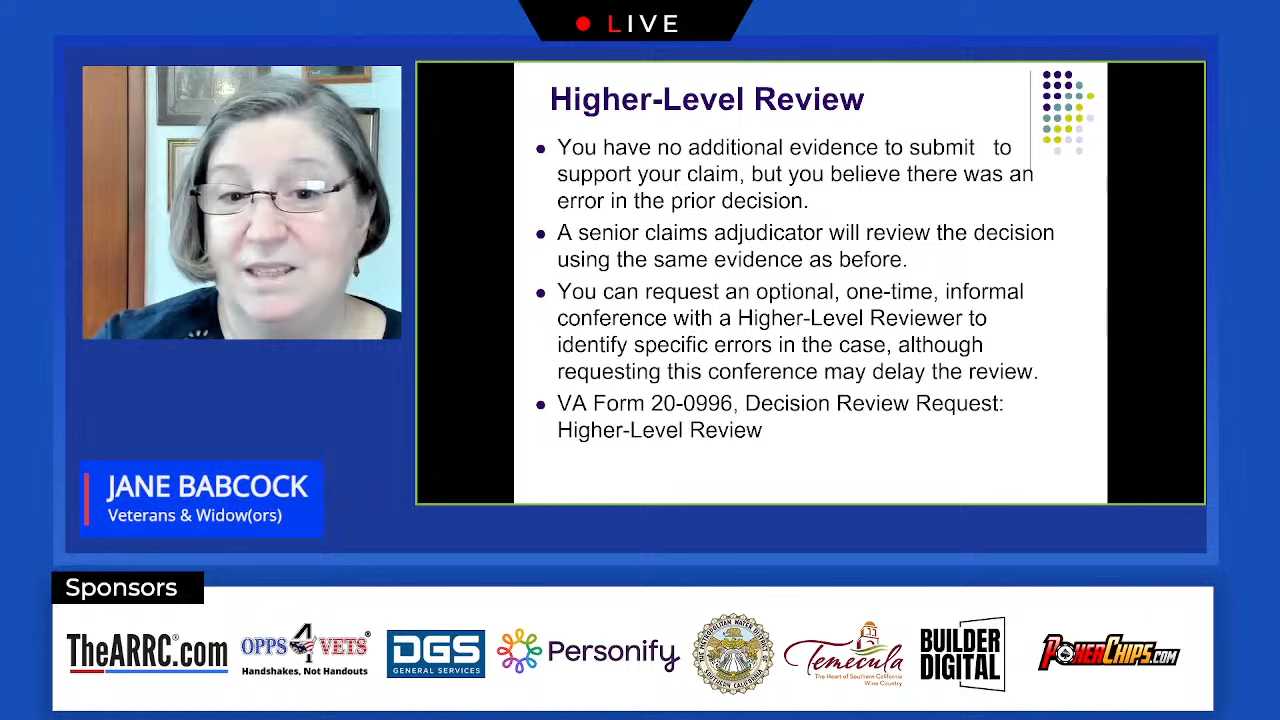 LIVE
Higher-Level Review
● You have no additional evidence to submit to
support your claim, but you believe there was an
error in the prior decision.
● A senior claims adjudicator will review the decision
using the same evidence as before.
● You can request an optional, one-time, informal
conference with a Higher-Level Reviewer to
identify specific errors in the case, although
requesting this conference may delay the review.
● VA Form 20-0996, Decision Review Request:
Higher-Level Review
JANE BABCOCK
Veterans & Widow(ors)
Sponsors
TheARRC.com
OPPS 4 VETS
Handshakes, Not Handouts
DGS
GENERAL SERVICES
Personify
Temecula
The Heart of Southern California
Wine Country
BUILDER
DIGITAL
POKERCHIPS.COM